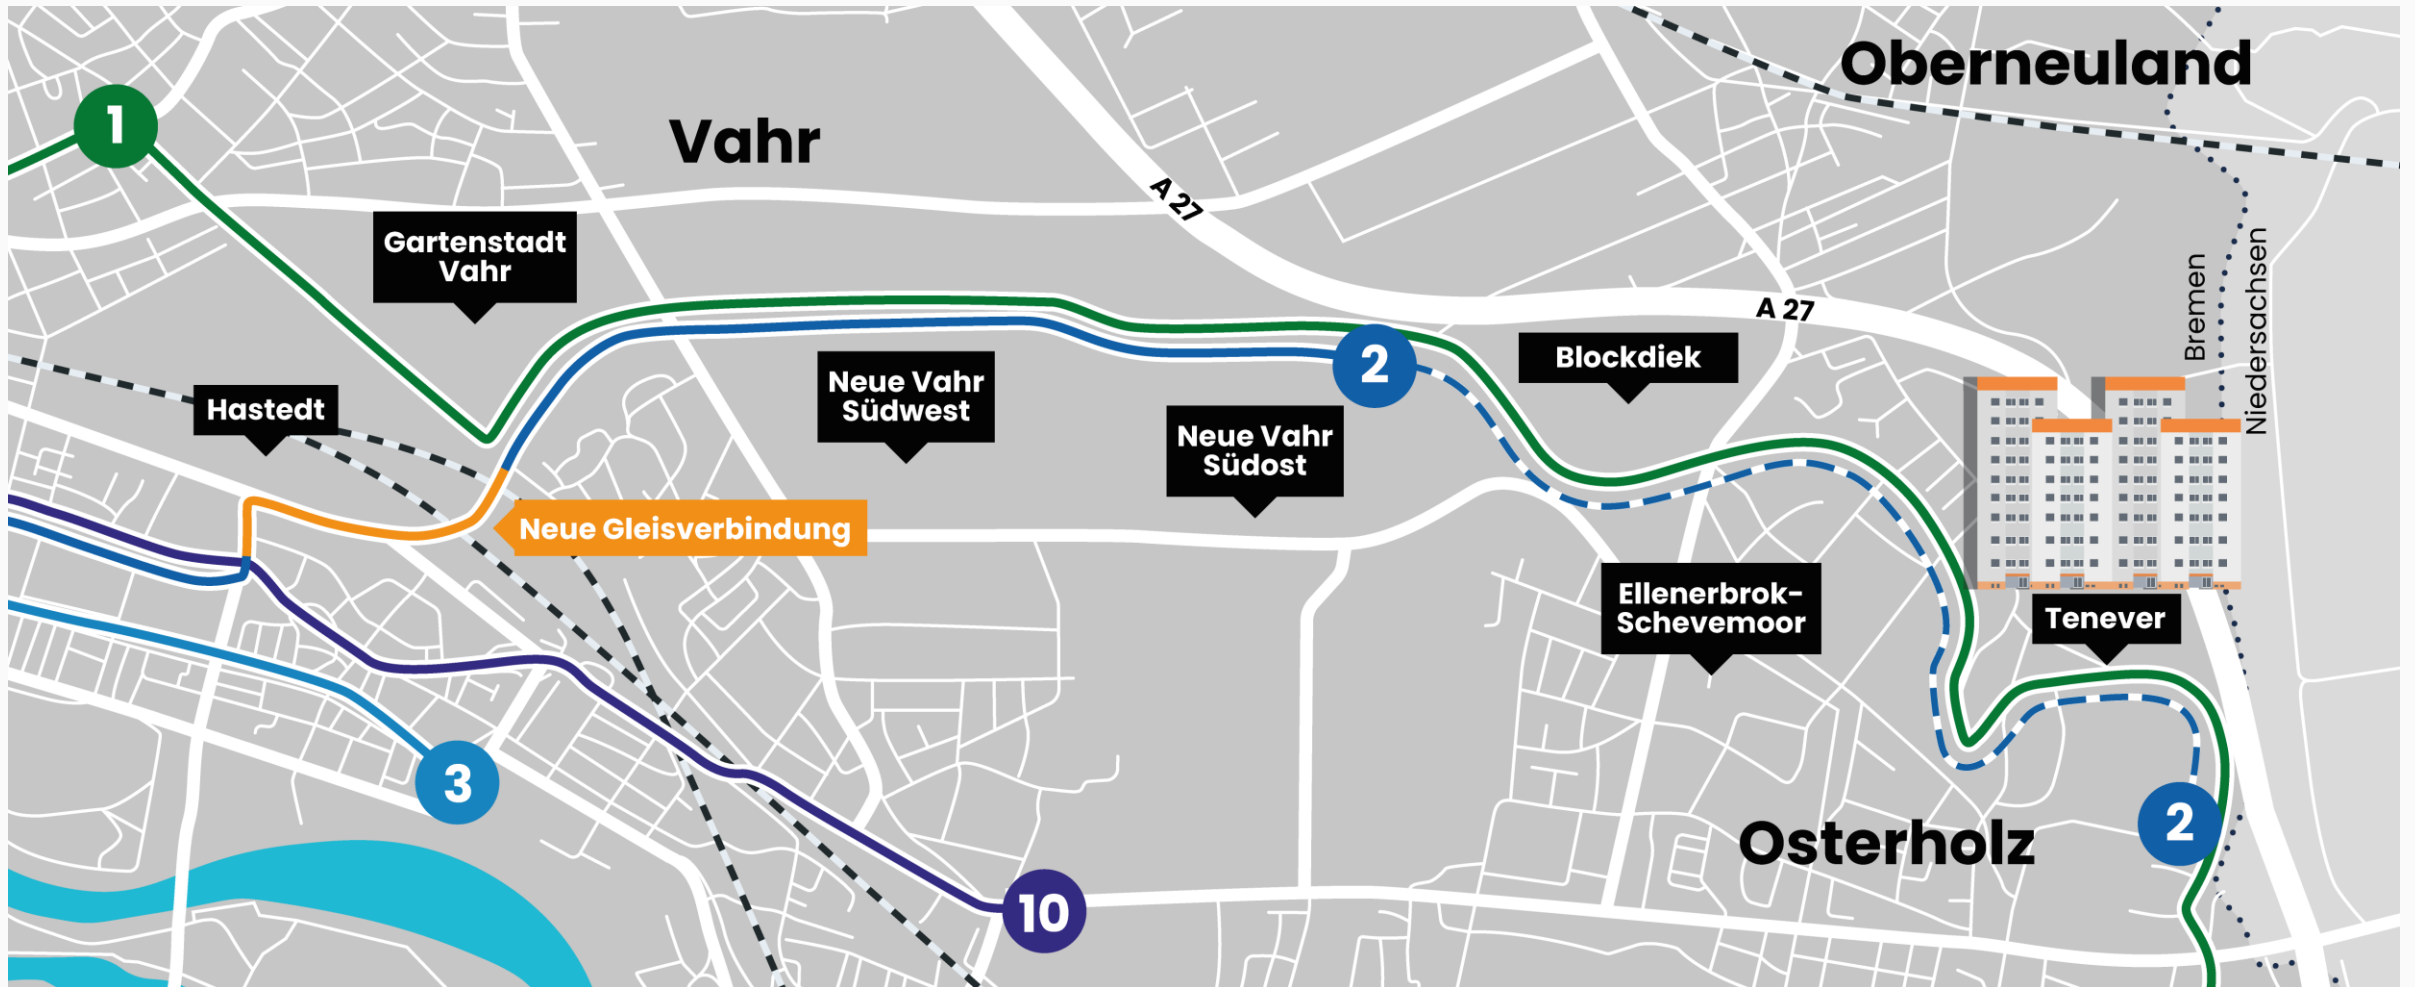 Oberneuland
1
Vahr
A 27
Gartenstadt
Vahr
Bremen
Niedersachsen
A 27
2
Blockdiek
Neue Vahr
Südwest
Hastedt
Neue Vahr
Südost
Neue Gleisverbindung
Ellenerbrok-
Schevemoor
Tenever
3
2
Osterholz
10